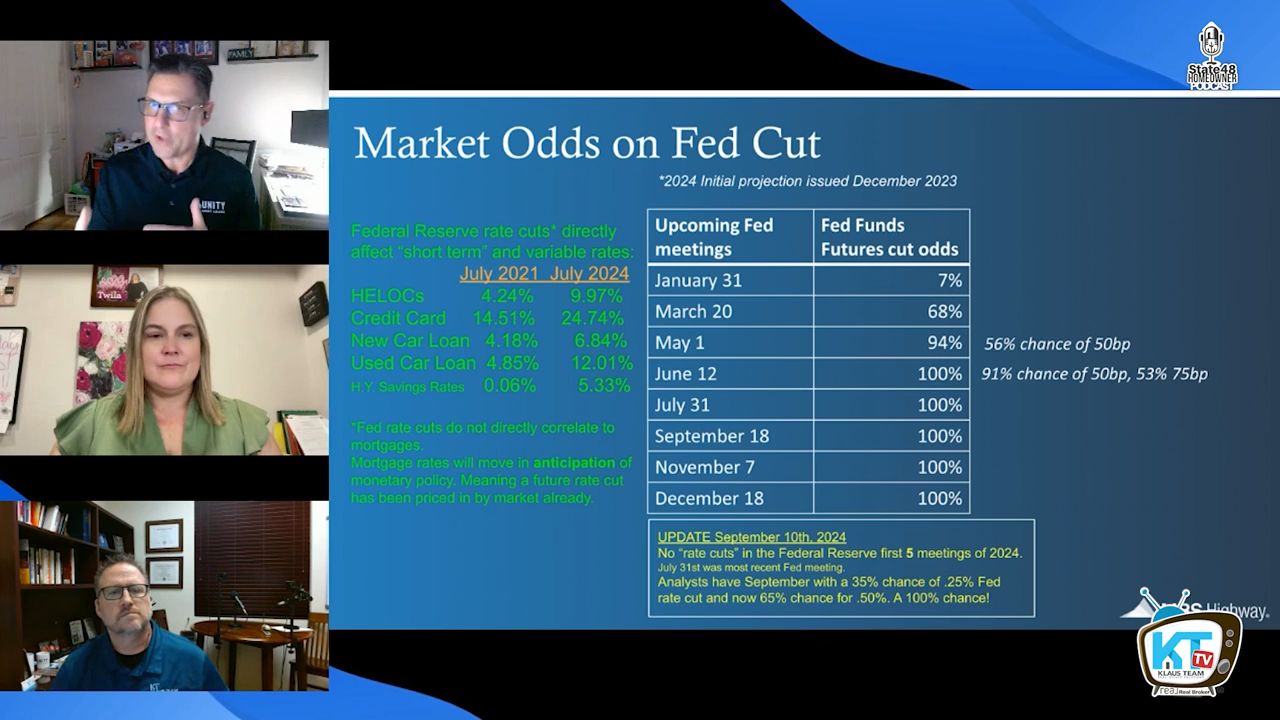 FAMILY
UNITY
Twila
State48
HOMEOWNER
PODCAST
Market Odds on Fed Cut
*2024 Initial projection issued December 2023
Federal Reserve rate cuts* directly
affect "short term" and variable rates:
July 2021 July 2024
HELOCs 4.24% 9.97%
Credit Card 14.51% 24.74%
New Car Loan 4.18% 6.84%
Used Car Loan 4.85% 12.01%
H.Y. Savings Rates 0.06% 5.33%
*Fed rate cuts do not directly correlate to
mortgages.
Mortgage rates will move in anticipation of
monetary policy. Meaning a future rate cut
has been priced in by market already.
Upcoming Fed meetings Fed Funds Futures cut odds
January 31 7%
March 20 68%
May 1 94% 56% chance of 50bp
June 12 100% 91% chance of 50bp, 53% 75bp
July 31 100%
September 18 100%
November 7 100%
December 18 100%
UPDATE September 10th, 2024
No "rate cuts" in the Federal Reserve first 5 meetings of 2024.
July 31st was most recent Fed meeting.
Analysts have September with a 35% chance of .25% Fed
rate cut and now 65% chance for .50%. A 100% chance!
Highway®
KT
TV
KLAUS TEAM
real Real Broker
KT